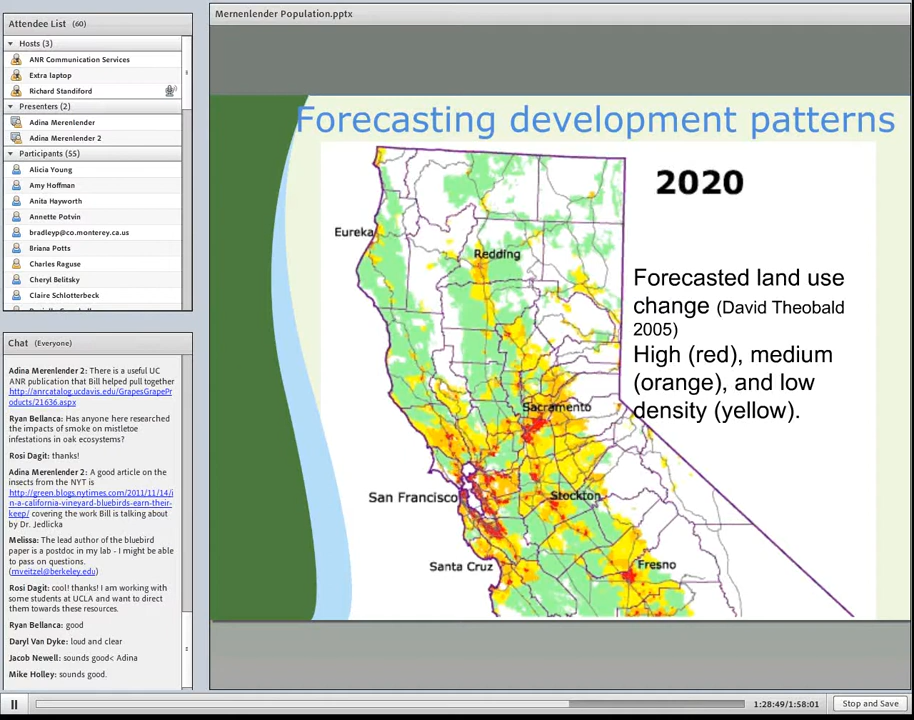 Attendee List (60)
Hosts (3)
ANR Communication Services
Extra laptop
Richard Standiford
Presenters (2)
Adina Merenlender
Adina Merenlender 2
Participants (55)
Alicia Young
Amy Hoffman
Anita Hayworth
Annette Potvin
bradleyp@co.monterey.ca.us
Briana Potts
Charles Raguse
Cheryl Belitsky
Claire Schlotterbeck
Chat (Everyone)
Adina Merenlender 2: There is a useful UC
ANR publication that Bill helped pull together
http://anrcatalog.ucdavis.edu/GrapesGrapePr
oducts/21636.aspx
Ryan Bellanca: Has anyone here researched
the impacts of smoke on mistletoe
infestations in oak ecosystems?
Rosi Dagit: thanks!
Adina Merenlender 2: A good article on the
insects from the NYT is
http://green.blogs.nytimes.com/2011/11/14/i
n-a-california-vineyard-bluebirds-earn-their-
keep/ covering the work Bill is talking about
by Dr. Jedlicka
Melissa: The lead author of the bluebird
paper is a postdoc in my lab - I might be able
to pass on questions.
(mveitzel@berkeley.edu)
Rosi Dagit: cool! thanks! I am working with
some students at UCLA and want to direct
them towards these resources.
Ryan Bellanca: good
Daryl Van Dyke: loud and clear
Jacob Newell: sounds good< Adina
Mike Holley: sounds good.
Mernenlender Population.pptx
Forecasting development patterns
2020
Eureka
Redding
Sacramento
San Francisco
Stockton
Santa Cruz
Fresno
Forecasted land use
change (David Theobald
2005)
High (red), medium
(orange), and low
density (yellow).
1:28:49/1:58:01
Stop and Save